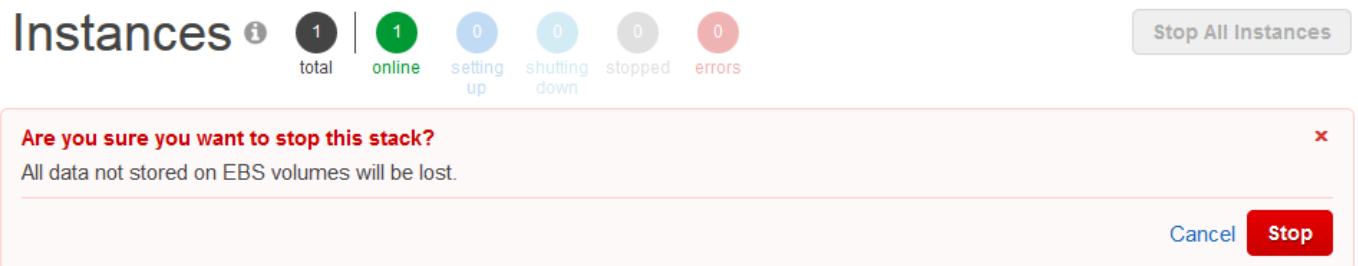 Instances i 1 1 0 0 0 0 Stop All Instances
total online setting up shutting down stopped errors
Are you sure you want to stop this stack? ×
All data not stored on EBS volumes will be lost.
Cancel Stop